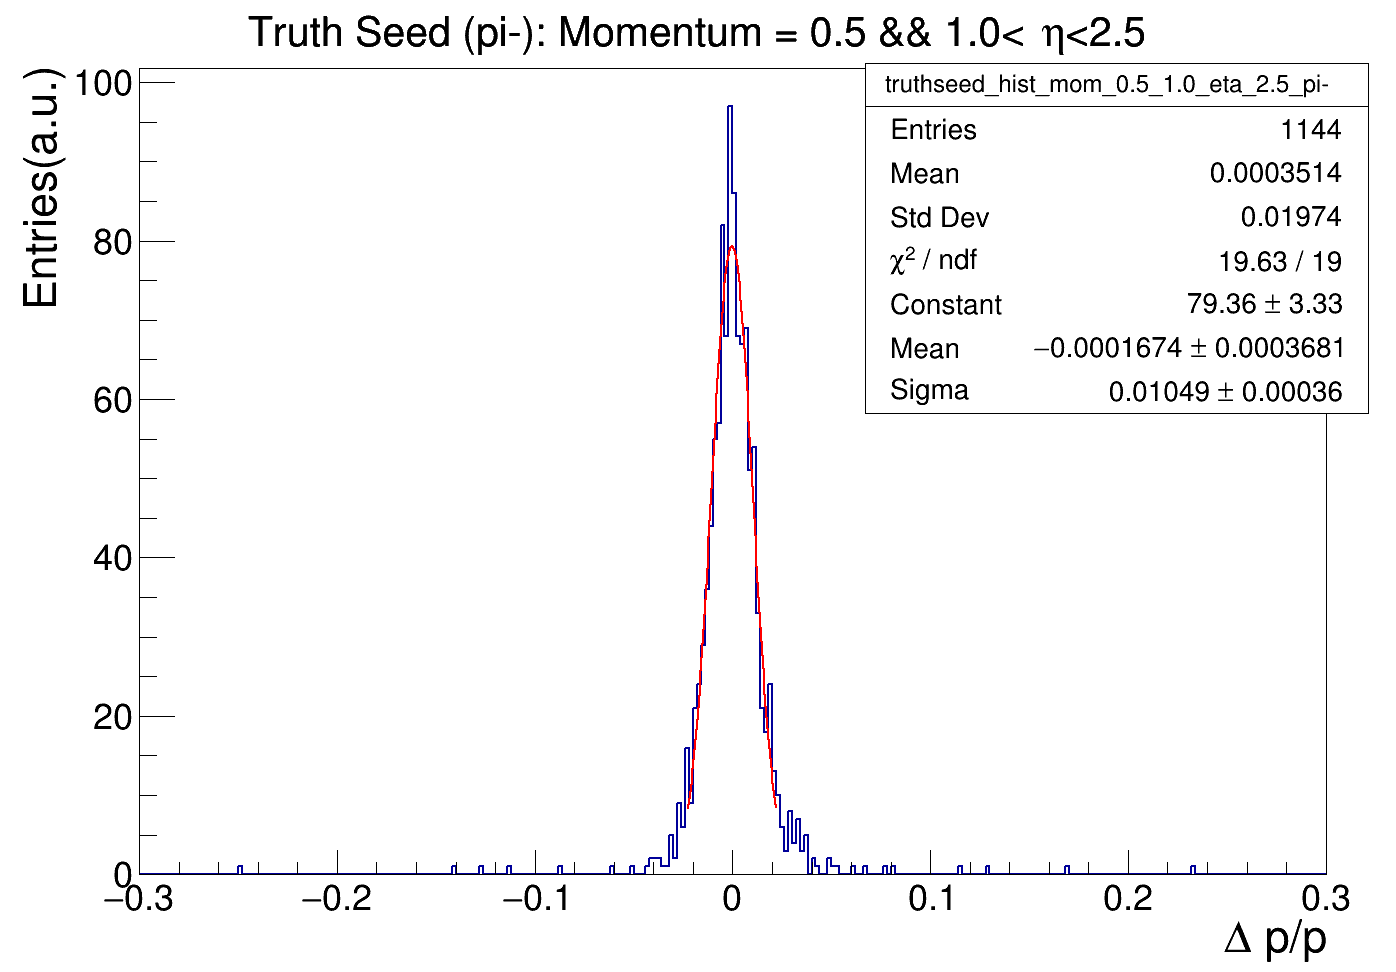 Truth Seed (pi-): Momentum = 0.5 && 1.0< η<2.5
truthseed_hist_mom_0.5_1.0_eta_2.5_pi-
Entries 1144
Mean 0.0003514
Std Dev 0.01974
χ² / ndf 19.63 / 19
Constant 79.36 ± 3.33
Mean −0.0001674 ± 0.0003681
Sigma 0.01049 ± 0.00036
Entries(a.u.)
100
80
60
40
20
0
−0.3 −0.2 −0.1 0 0.1 0.2 0.3
Δ p/p